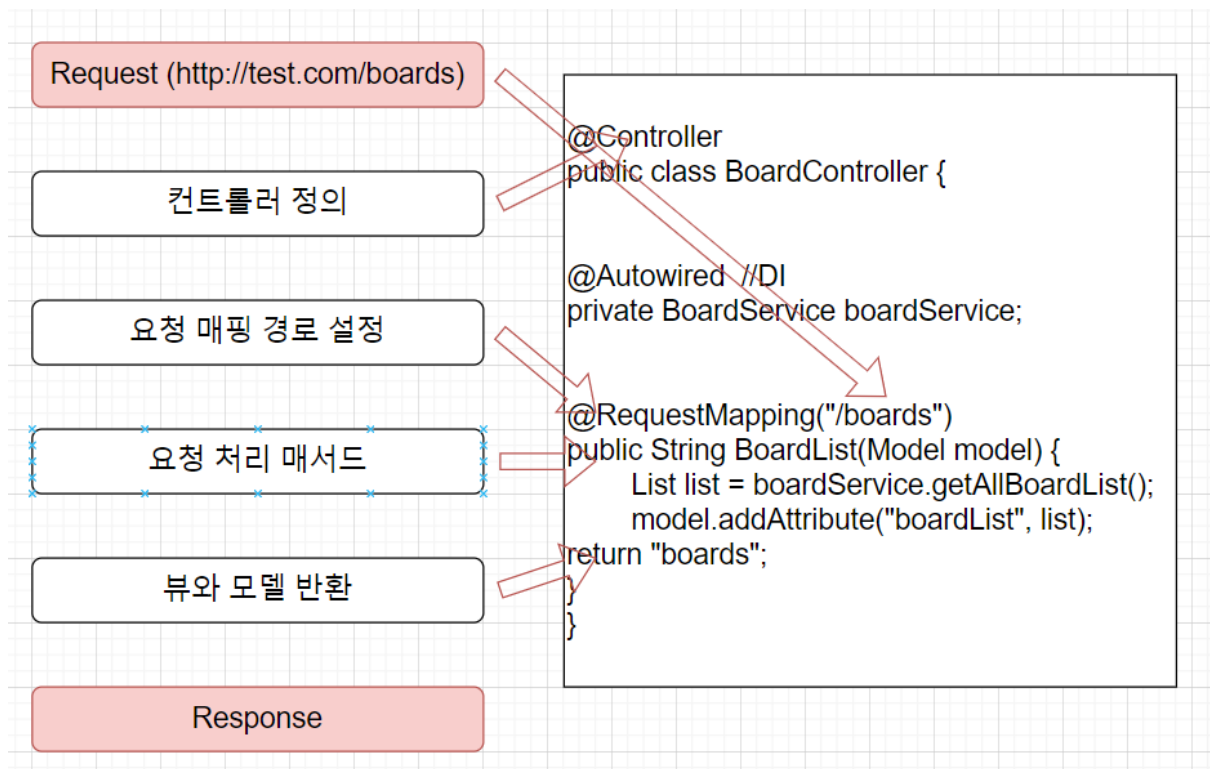 Request (http://test.com/boards)
컨트롤러 정의
요청 매핑 경로 설정
요청 처리 매서드
뷰와 모델 반환
Response
@Controller
public class BoardController {
@Autowired //DI
private BoardService boardService;
@RequestMapping("/boards")
public String BoardList(Model model) {
List list = boardService.getAllBoardList();
model.addAttribute("boardList", list);
return "boards";
}
}